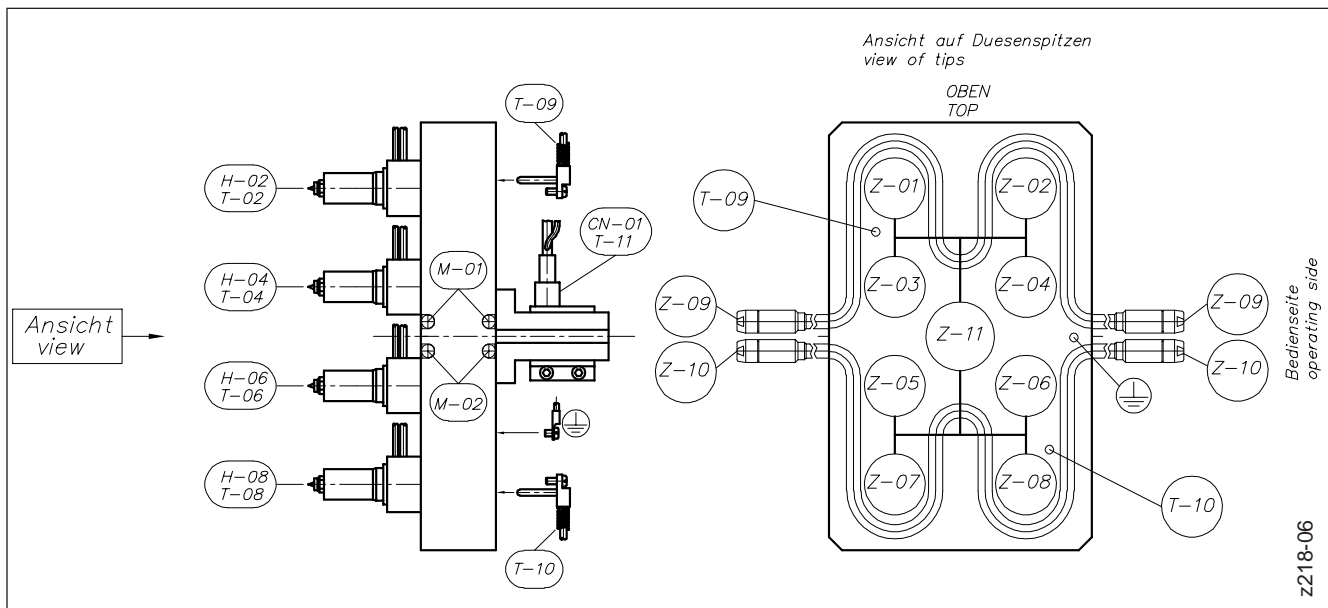 Ansicht auf Duesenspitzen
view of tips
OBEN
TOP
T-09
H-02
T-02
CN-01
T-11
M-01
H-04
T-04
Ansicht
view
H-06
T-06
M-02
H-08
T-08
T-10
Z-01
Z-02
T-09
Z-03
Z-04
Z-09
Z-09
Z-11
Z-10
Z-10
Z-05
Z-06
Z-07
Z-08
T-10
Bedienseite
operating side
z218-06